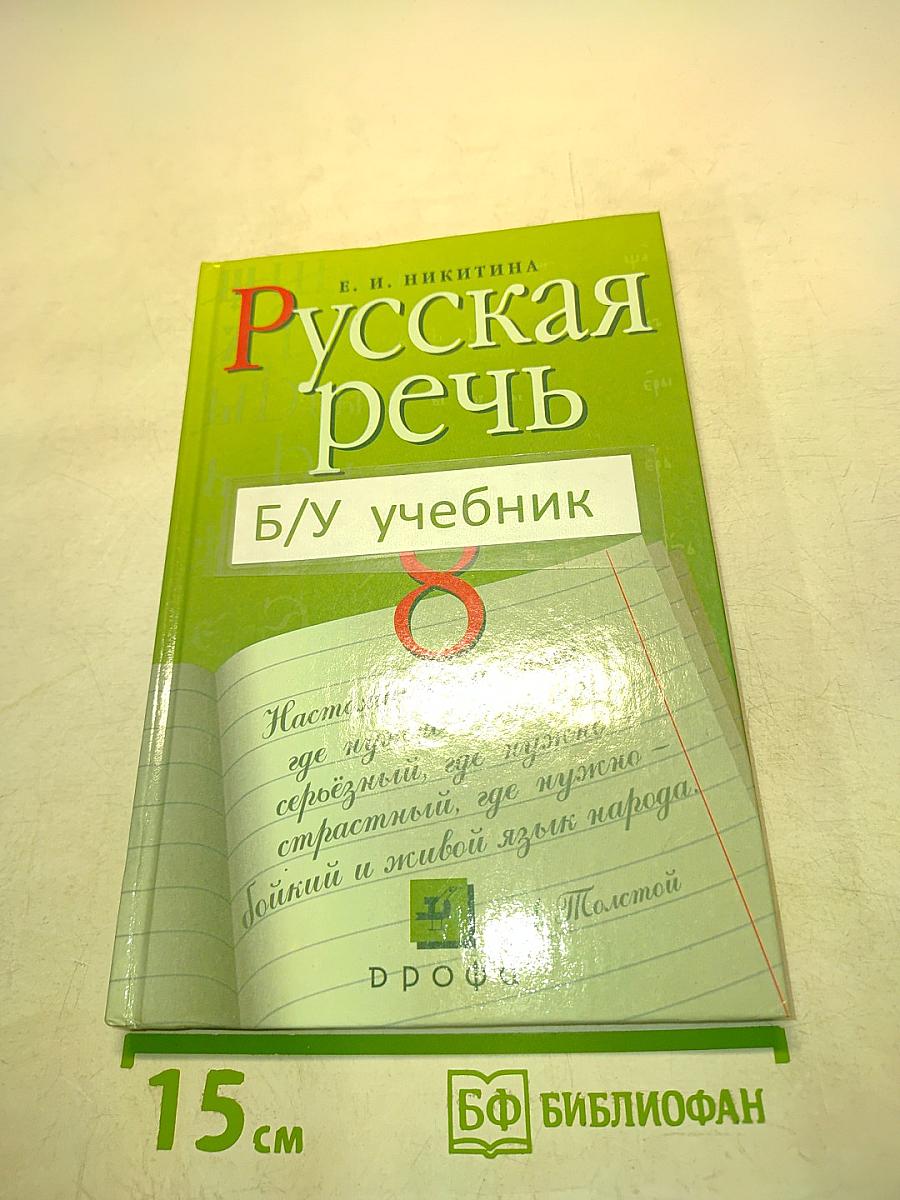 Е. И. НИКИТИНА
Русская
речь
Б/У учебник
8
где
серьёзный, где нужно
страстный, где нужно –
бойкий и живой язык народа.
Толстой
дрофа
15 см
БФ БИБЛИОФАН